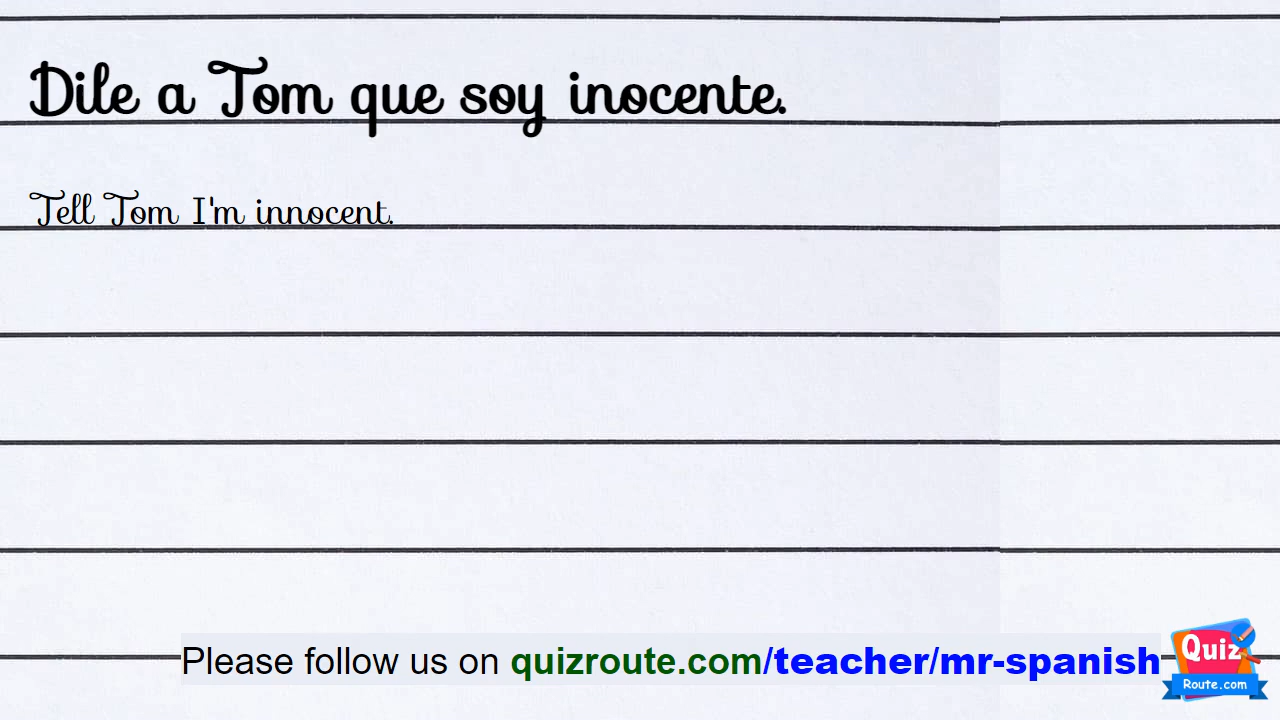 Dile a Tom que soy inocente.
Tell Tom I'm innocent.
Please follow us on quizroute.com/teacher/mr-spanish
Quiz
Route.com